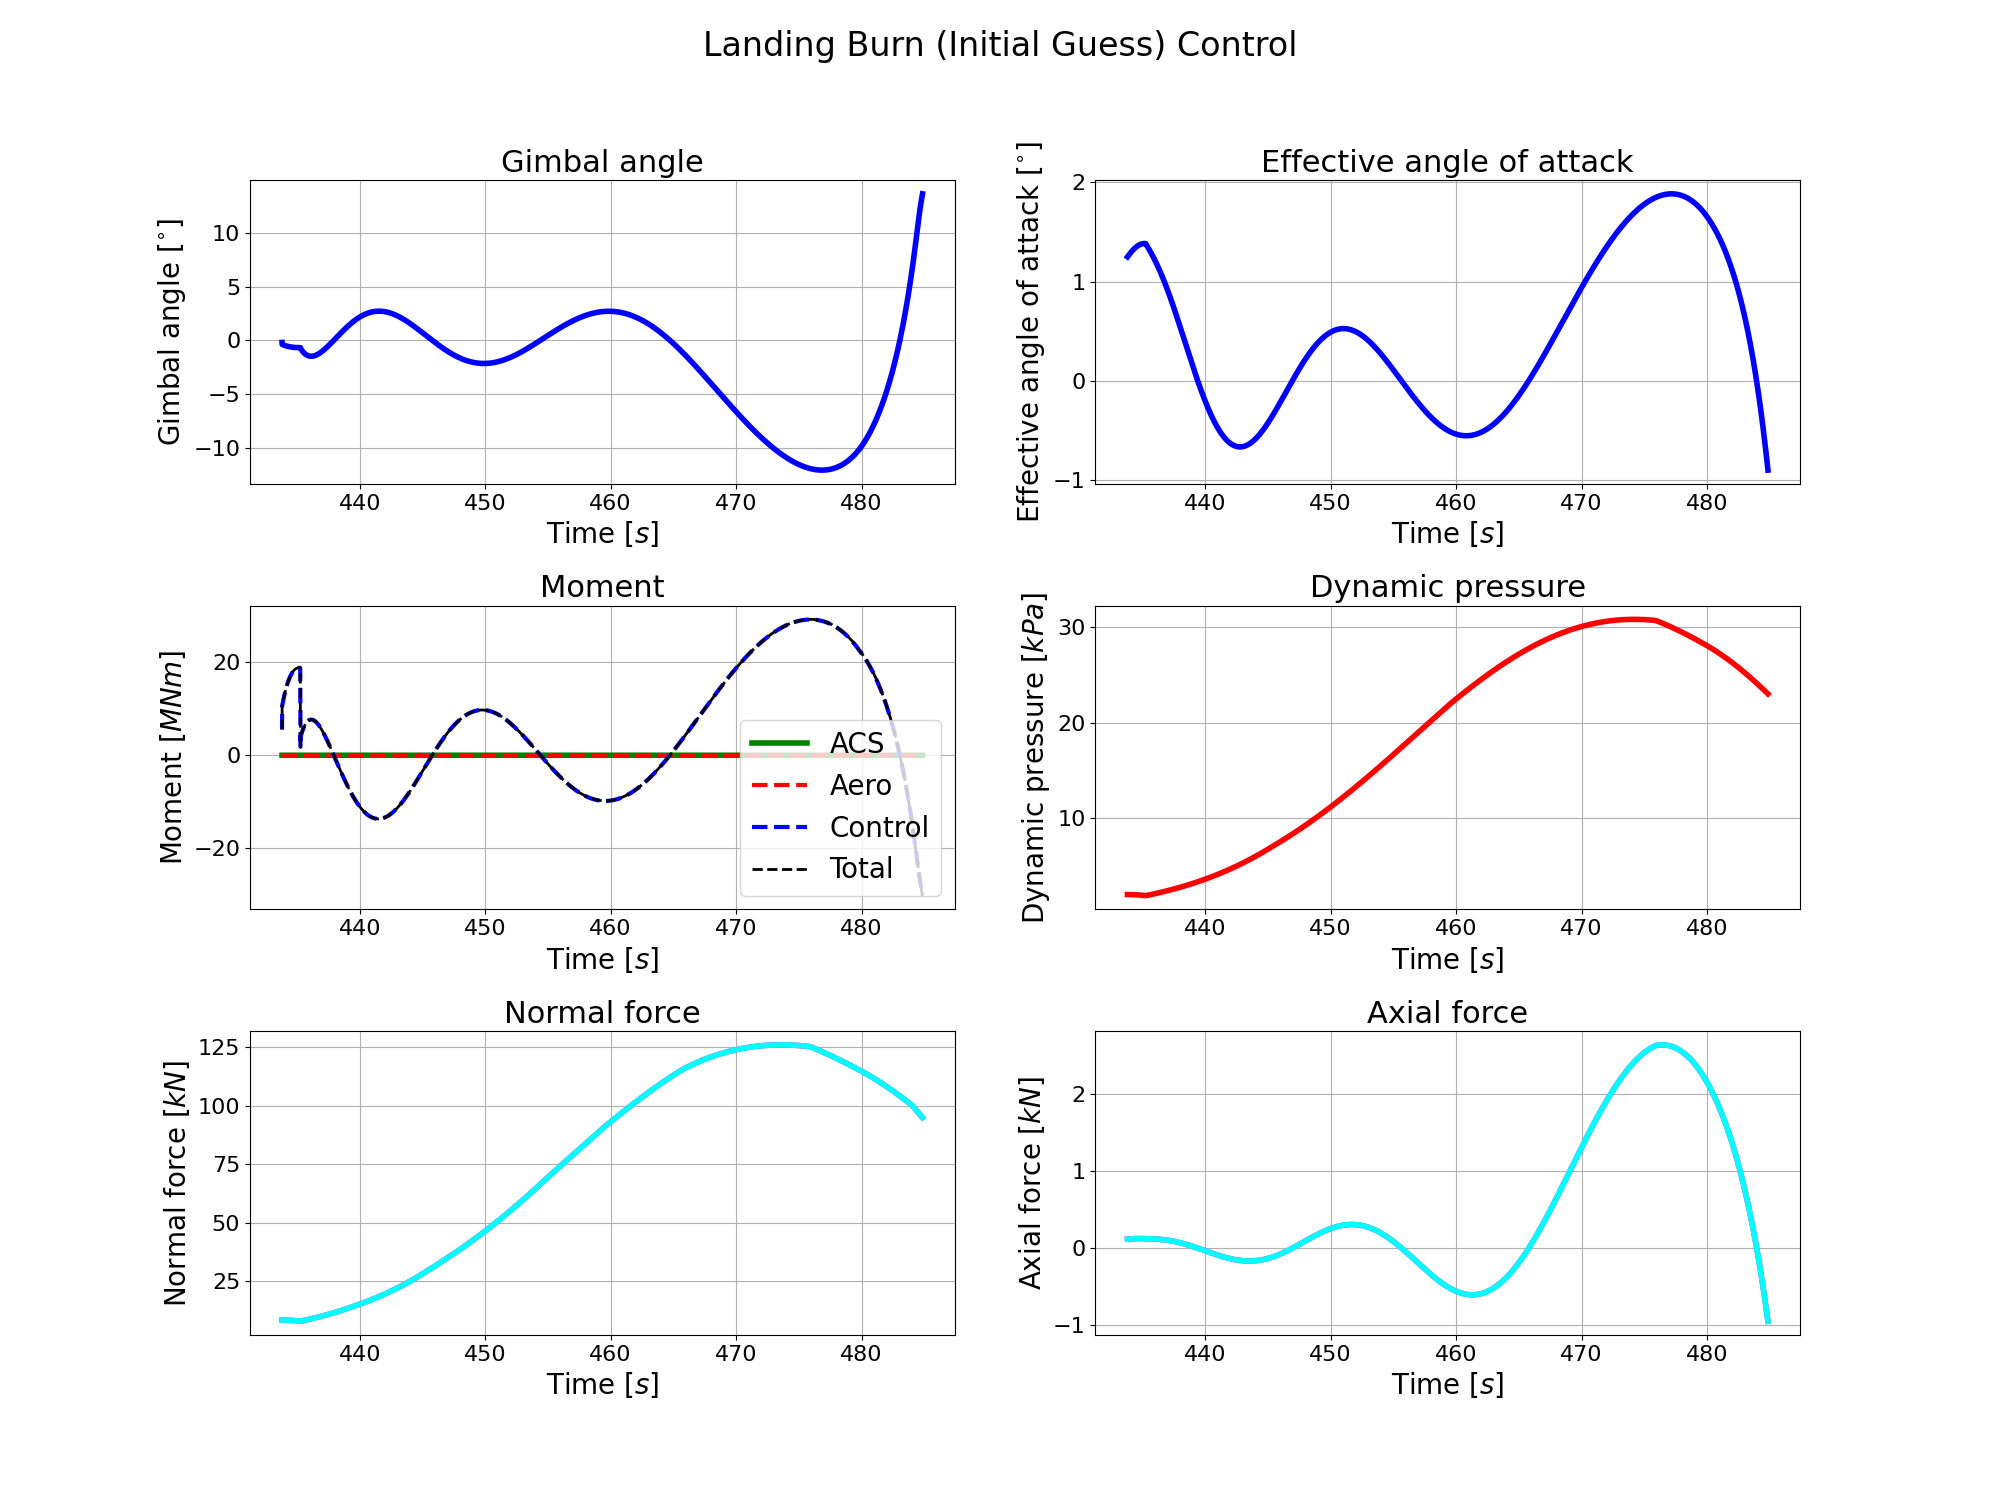 Landing Burn (Initial Guess) Control
Gimbal angle
Gimbal angle [°]
10
5
0
−5
−10
440 450 460 470 480
Time [s]
Effective angle of attack
Effective angle of attack [°]
2
1
0
−1
440 450 460 470 480
Time [s]
Moment
Moment [MNm]
20
0
−20
ACS
Aero
Control
Total
440 450 460 470 480
Time [s]
Dynamic pressure
Dynamic pressure [kPa]
30
20
10
440 450 460 470 480
Time [s]
Normal force
Normal force [kN]
125
100
75
50
25
440 450 460 470 480
Time [s]
Axial force
Axial force [kN]
2
1
0
−1
440 450 460 470 480
Time [s]